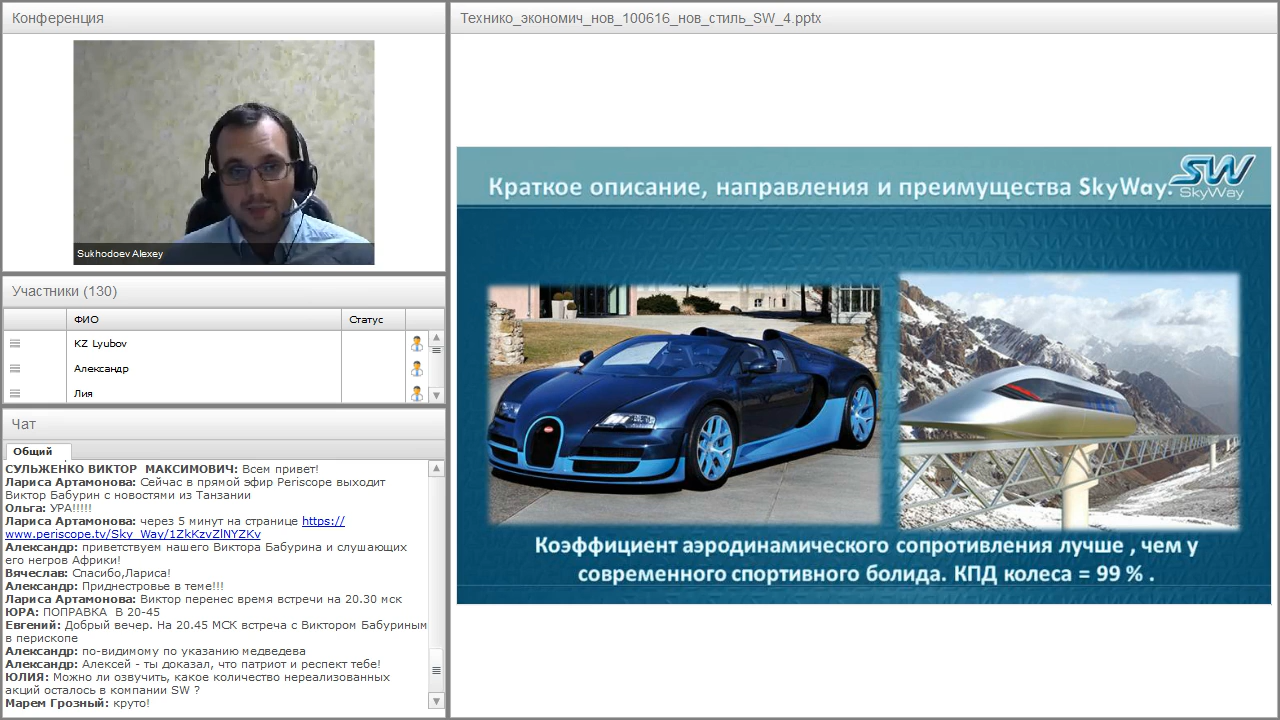 Конференция
Sukhodoev Alexey
Участники (130)
ФИО
Статус
KZ Lyubov
Александр
Лия
Чат
Общий
СУЛЬЖЕНКО ВИКТОР МАКСИМОВИЧ: Всем привет!
Лариса Артамонова: Сейчас в прямой эфир Periscope выходит
Виктор Бабурин с новостями из Танзании
Ольга: УРА!!!!!
Лариса Артамонова: через 5 минут на странице https://
www.periscope.tv/Sky_Way/1ZkKzvZlNYZKv
Александр: приветствуем нашего Виктора Бабурина и слушающих
его негров Африки!
Вячеслав: Спасибо,Лариса!
Александр: Приднестровье в теме!!!
Лариса Артамонова: Виктор перенес время встречи на 20.30 мск
ЮРА: ПОПРАВКА В 20-45
Евгений: Добрый вечер. На 20.45 МСК встреча с Виктором Бабуриным
в перископе
Александр: по-видимому по указанию медведева
Александр: Алексей - ты доказал, что патриот и респект тебе!
ЮЛИЯ: Можно ли озвучить, какое количество нереализованных
акций осталось в компании SW ?
Марем Грозный: круто!
Технико_экономич_нов_100616_нов_стиль_SW_4.pptx
Краткое описание, направления и преимущества SkyWay.
SW
SkyWay
Коэффициент аэродинамического сопротивления лучше , чем у
современного спортивного болида. КПД колеса = 99 % .